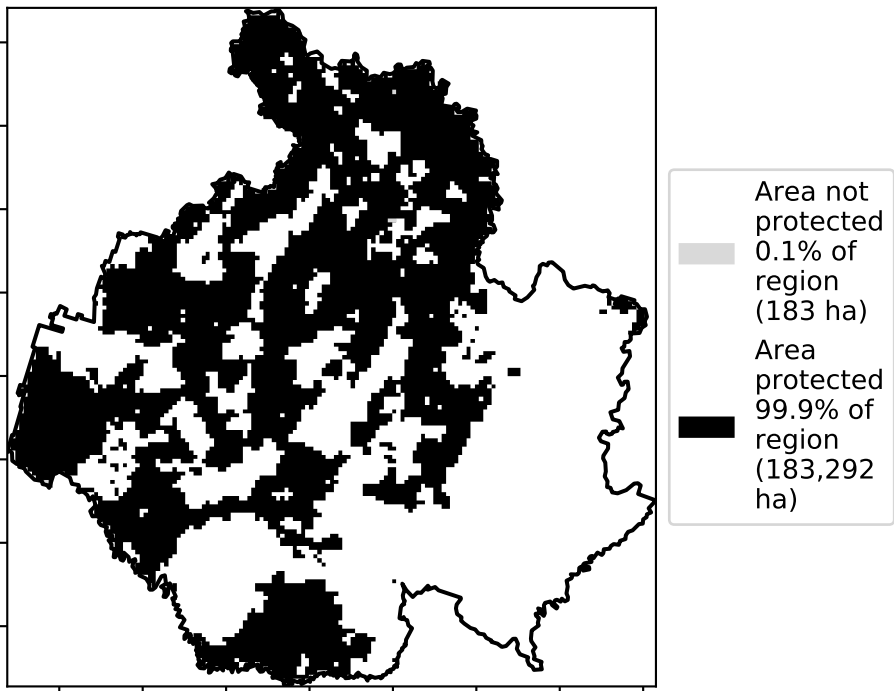 Area not
protected
0.1% of
region
(183 ha)
Area
protected
99.9% of
region
(183,292
ha)